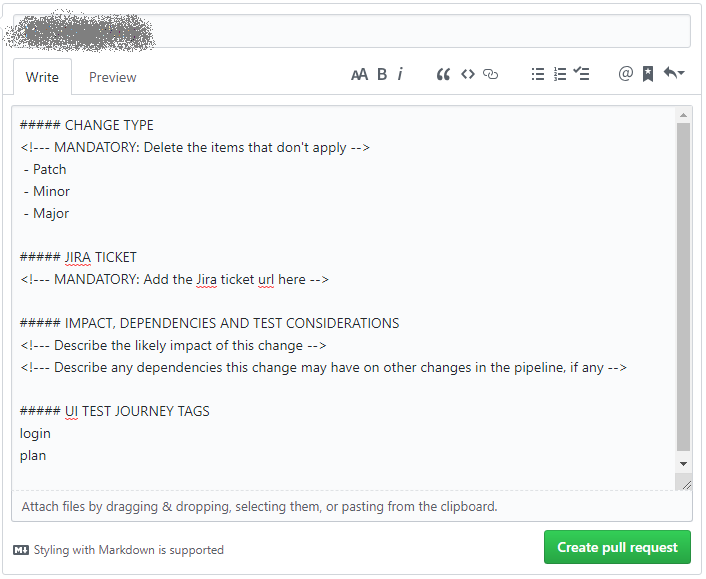 Write Preview AA B i
##### CHANGE TYPE
<!--- MANDATORY: Delete the items that don't apply -->
- Patch
- Minor
- Major
##### JIRA TICKET
<!--- MANDATORY: Add the Jira ticket url here -->
##### IMPACT, DEPENDENCIES AND TEST CONSIDERATIONS
<!--- Describe the likely impact of this change -->
<!--- Describe any dependencies this change may have on other changes in the pipeline, if any -->
##### UI TEST JOURNEY TAGS
login
plan
Attach files by dragging & dropping, selecting them, or pasting from the clipboard.
Styling with Markdown is supported
Create pull request